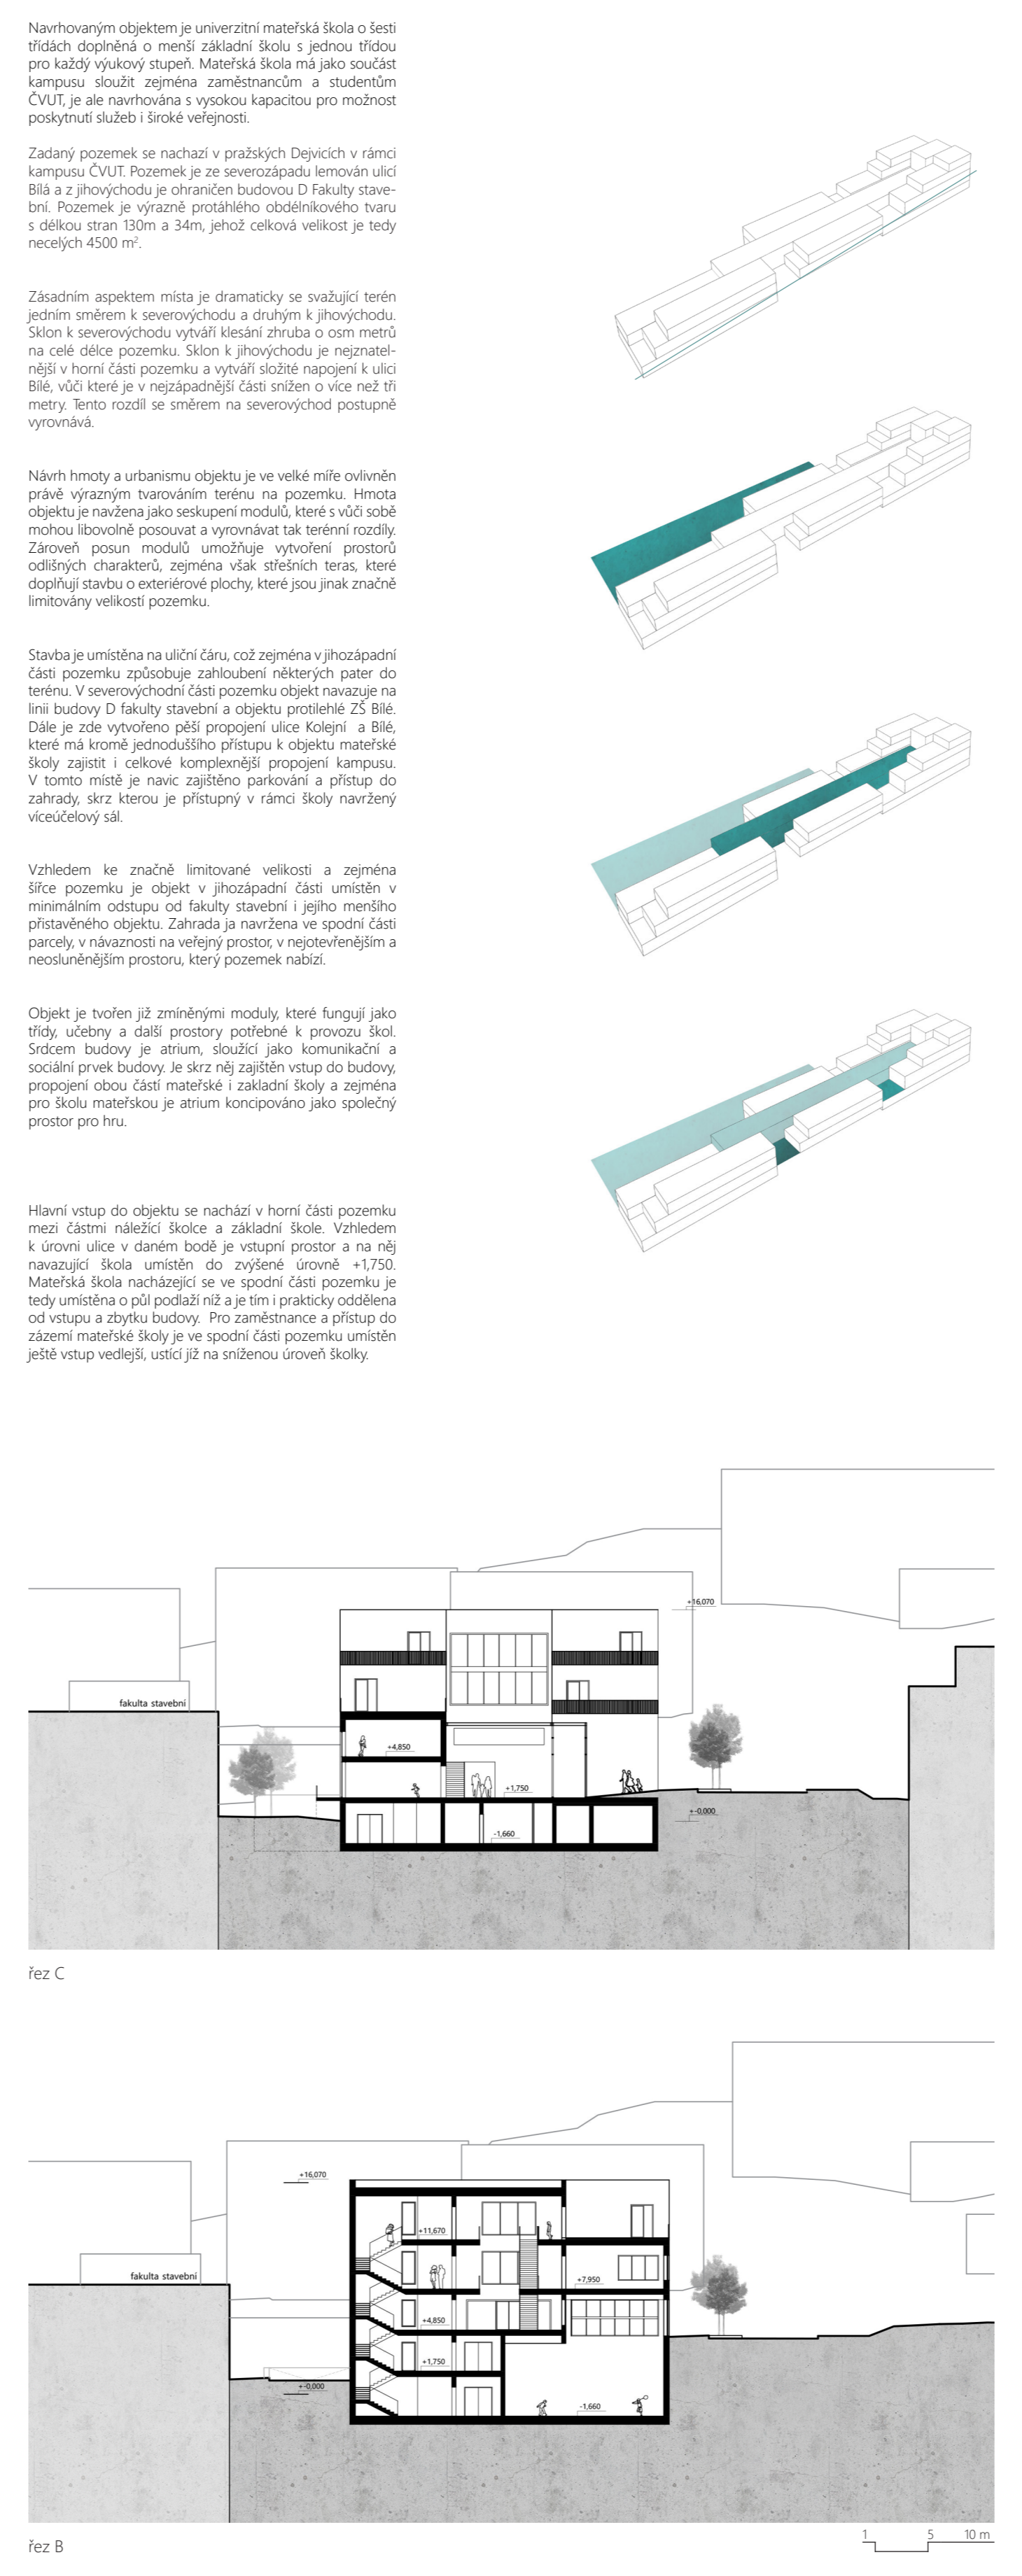 Navrhovaným objektem je univerzitní mateřská škola o šesti
třídách doplněná o menší základní školu s jednou třídou
pro každý výukový stupeň. Mateřská škola má jako součást
kampusu sloužit zejména zaměstnancům a studentům
ČVUT, je ale navrhována s vysokou kapacitou pro možnost
poskytnutí služeb i široké veřejnosti.
Zadaný pozemek se nachazí v pražských Dejvicích v rámci
kampusu ČVUT. Pozemek je ze severozápadu lemován ulicí
Bílá a z jihovýchodu je ohraničen budovou D Fakulty stave-
bní. Pozemek je výrazně protáhlého obdélníkového tvaru
s délkou stran 130m a 34m, jehož celková velikost je tedy
necelých 4500 m².
Zásadním aspektem místa je dramaticky se svažující terén
jedním směrem k severovýchodu a druhým k jihovýchodu.
Sklon k severovýchodu vytváří klesání zhruba o osm metrů
na celé délce pozemku. Sklon k jihovýchodu je nejznatel-
nější v horní části pozemku a vytváří složité napojení k ulici
Bílé, vůči které je v nejzápadnější části snížen o více než tři
metry. Tento rozdíl se směrem na severovýchod postupně
vyrovnává.
Návrh hmoty a urbanismu objektu je ve velké míře ovlivněn
právě výrazným tvarováním terénu na pozemku. Hmota
objektu je navžena jako seskupení modulů, které s vůči sobě
mohou libovolně posouvat a vyrovnávat tak terénní rozdíly.
Zároveň posun modulů umožňuje vytvoření prostorů
odlišných charakterů, zejména však střešních teras, které
doplňují stavbu o exteriérové plochy, které jsou jinak značně
limitovány velikostí pozemku.
Stavba je umístěna na uliční čáru, což zejména v jihozápadní
části pozemku způsobuje zahloubení některých pater do
terénu. V severovýchodní části pozemku objekt navazuje na
linii budovy D fakulty stavební a objektu protilehlé ZŠ Bílé.
Dále je zde vytvořeno pěší propojení ulice Kolejní a Bílé,
které má kromě jednoduššího přístupu k objektu mateřské
školy zajistit i celkové komplexnější propojení kampusu.
V tomto místě je navic zajištěno parkování a přístup do
zahrady, skrz kterou je přístupný v rámci školy navržený
víceúčelový sál.
Vzhledem ke značně limitované velikosti a zejména
šířce pozemku je objekt v jihozápadní části umístěn v
minimálním odstupu od fakulty stavební i jejího menšího
přistavěného objektu. Zahrada ja navržena ve spodní části
parcely, v návaznosti na veřejný prostor, v nejotevřenějším a
neosluněnějším prostoru, který pozemek nabízí.
Objekt je tvořen již zmíněnými moduly, které fungují jako
třídy, učebny a další prostory potřebné k provozu škol.
Srdcem budovy je atrium, sloužící jako komunikační a
sociální prvek budovy. Je skrz něj zajištěn vstup do budovy,
propojení obou částí mateřské i zakladní školy a zejména
pro školu mateřskou je atrium koncipováno jako společný
prostor pro hru.
Hlavní vstup do objektu se nachází v horní části pozemku
mezi částmi náležící školce a základní škole. Vzhledem
k úrovni ulice v daném bodě je vstupní prostor a na něj
navazující škola umístěn do zvýšené úrovně +1,750.
Mateřská škola nacházející se ve spodní části pozemku je
tedy umístěna o půl podlaží níž a je tím i prakticky oddělena
od vstupu a zbytku budovy. Pro zaměstnance a přístup do
zázemí mateřské školy je ve spodní části pozemku umístěn
ještě vstup vedlejší, ustící jíž na sníženou úroveň školky.
+16,070
fakulta stavební
+4,850
+1,750
+-0,000
-1,660
řez C
+16,070
+11,670
fakulta stavební
+7,950
+4,850
+1,750
+-0,000
-1,660
řez B
1 5 10 m